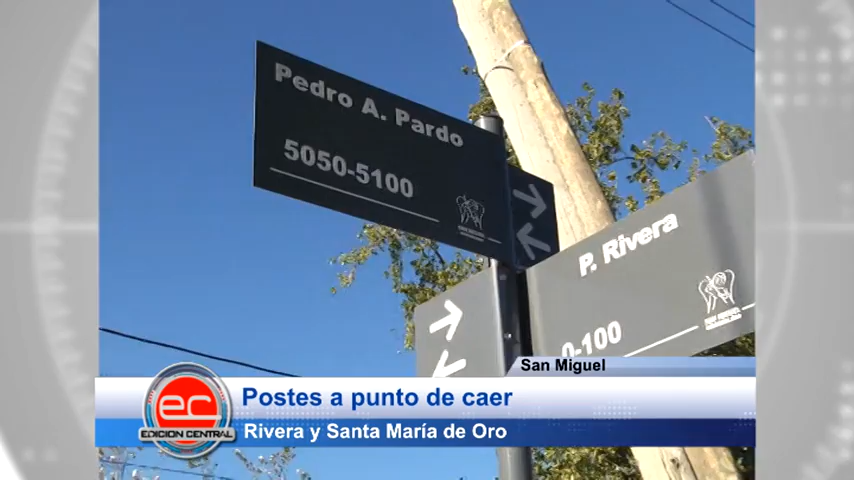 Pedro A. Pardo
5050-5100
P. Rivera
0-100
San Miguel
Postes a punto de caer
Rivera y Santa María de Oro
ec
EDICION CENTRAL